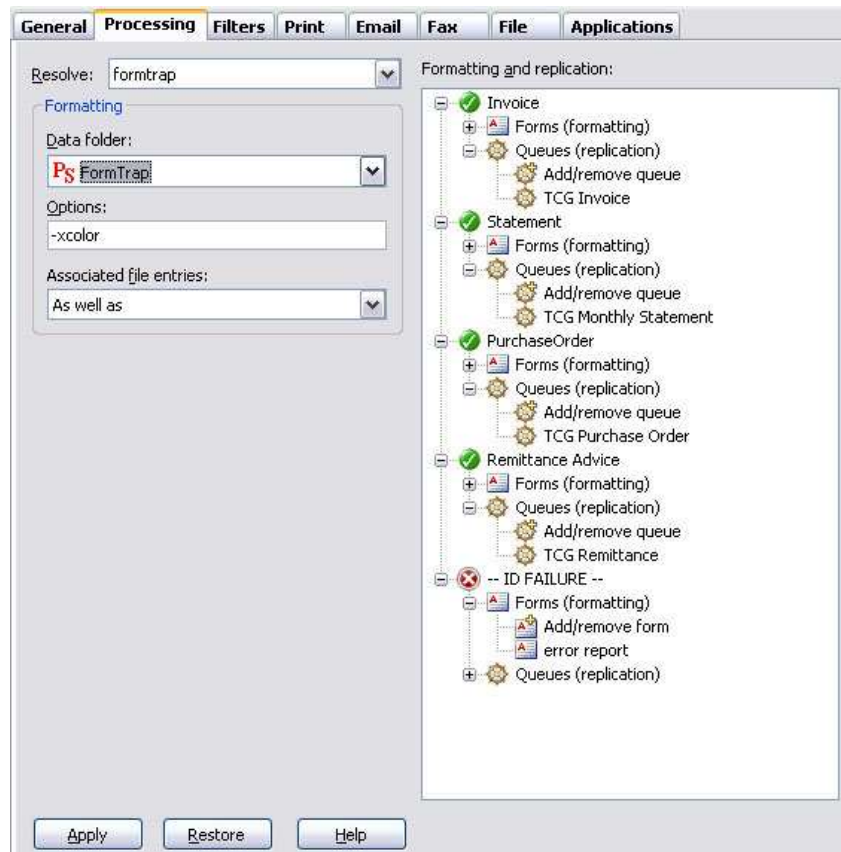 General Processing Filters Print Email Fax File Applications
Resolve: formtrap
Formatting
Data folder:
PS FormTrap
Options:
-xcolor
Associated file entries:
As well as
Formatting and replication:
Invoice
Forms (formatting)
Queues (replication)
Add/remove queue
TCG Invoice
Statement
Forms (formatting)
Queues (replication)
Add/remove queue
TCG Monthly Statement
PurchaseOrder
Forms (formatting)
Queues (replication)
Add/remove queue
TCG Purchase Order
Remittance Advice
Forms (formatting)
Queues (replication)
Add/remove queue
TCG Remittance
-- ID FAILURE --
Forms (formatting)
Add/remove form
error report
Queues (replication)
Apply Restore Help